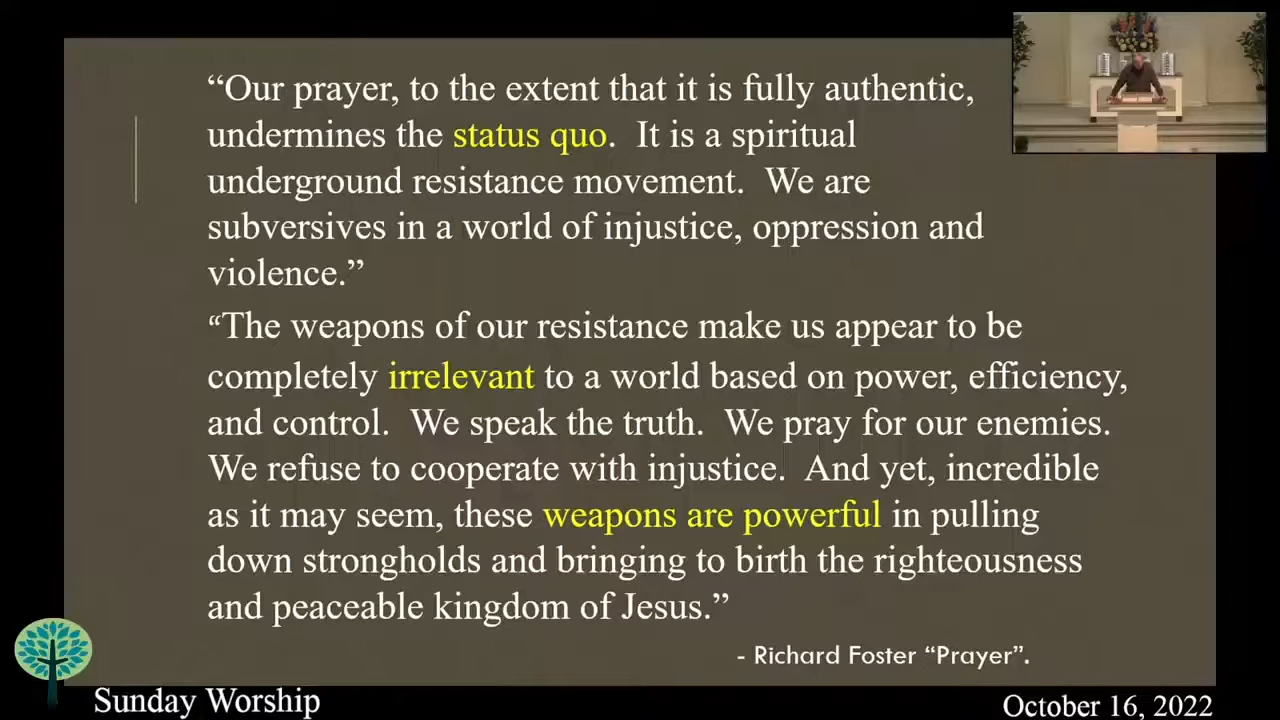 “Our prayer, to the extent that it is fully authentic,
undermines the status quo.  It is a spiritual
underground resistance movement.  We are
subversives in a world of injustice, oppression and
violence.”
“The weapons of our resistance make us appear to be
completely irrelevant to a world based on power, efficiency,
and control.  We speak the truth.  We pray for our enemies.
We refuse to cooperate with injustice.  And yet, incredible
as it may seem, these weapons are powerful in pulling
down strongholds and bringing to birth the righteousness
and peaceable kingdom of Jesus.”
- Richard Foster “Prayer”.
Sunday Worship
October 16, 2022